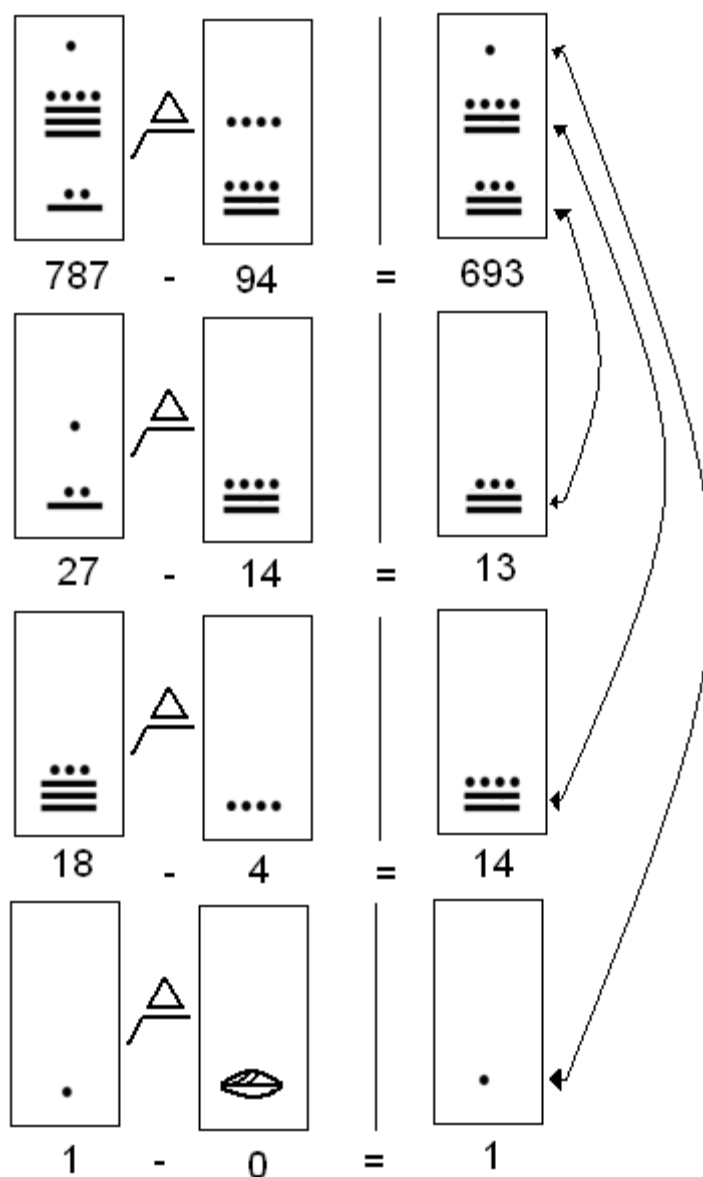 787 - 94 = 693
27 - 14 = 13
18 - 4 = 14
1 - 0 = 1